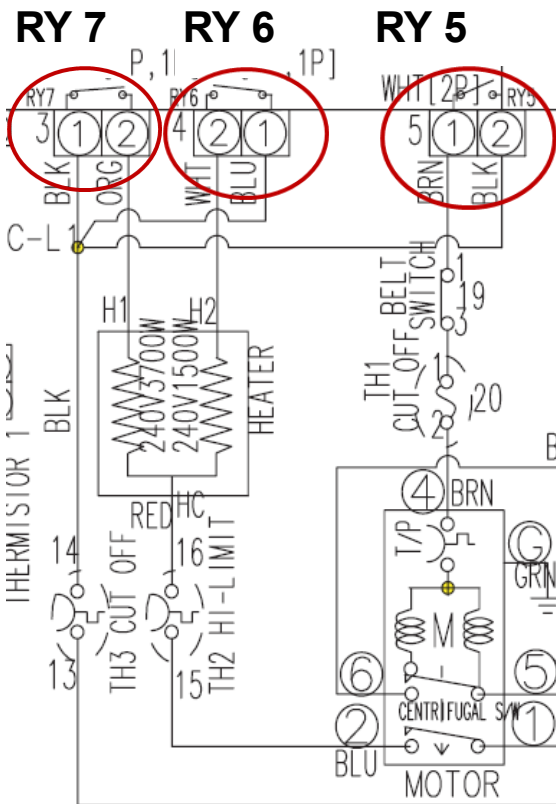 RY 7 RY 6 RY 5
P,1 ,1P]
WHT[2P]
RY7 RY6 RY5
3 1 2 4 2 1 5 1 2
BLK ORG WHT BLU BRN BLK
C-L1
BELT SWITCH
1
19
3
H1 H2
240V3700W
240V1500W
HEATER
TH1 CUT OFF
1
20
2
THERMISTOR 1
BLK
B
RED HC
4 BRN
14
13
TH3 CUT OFF
16
15
TH2 HI-LIMIT
T/P
G
GRN
M
6 5
CENTRIFUGAL S/W
2 1
BLU
MOTOR